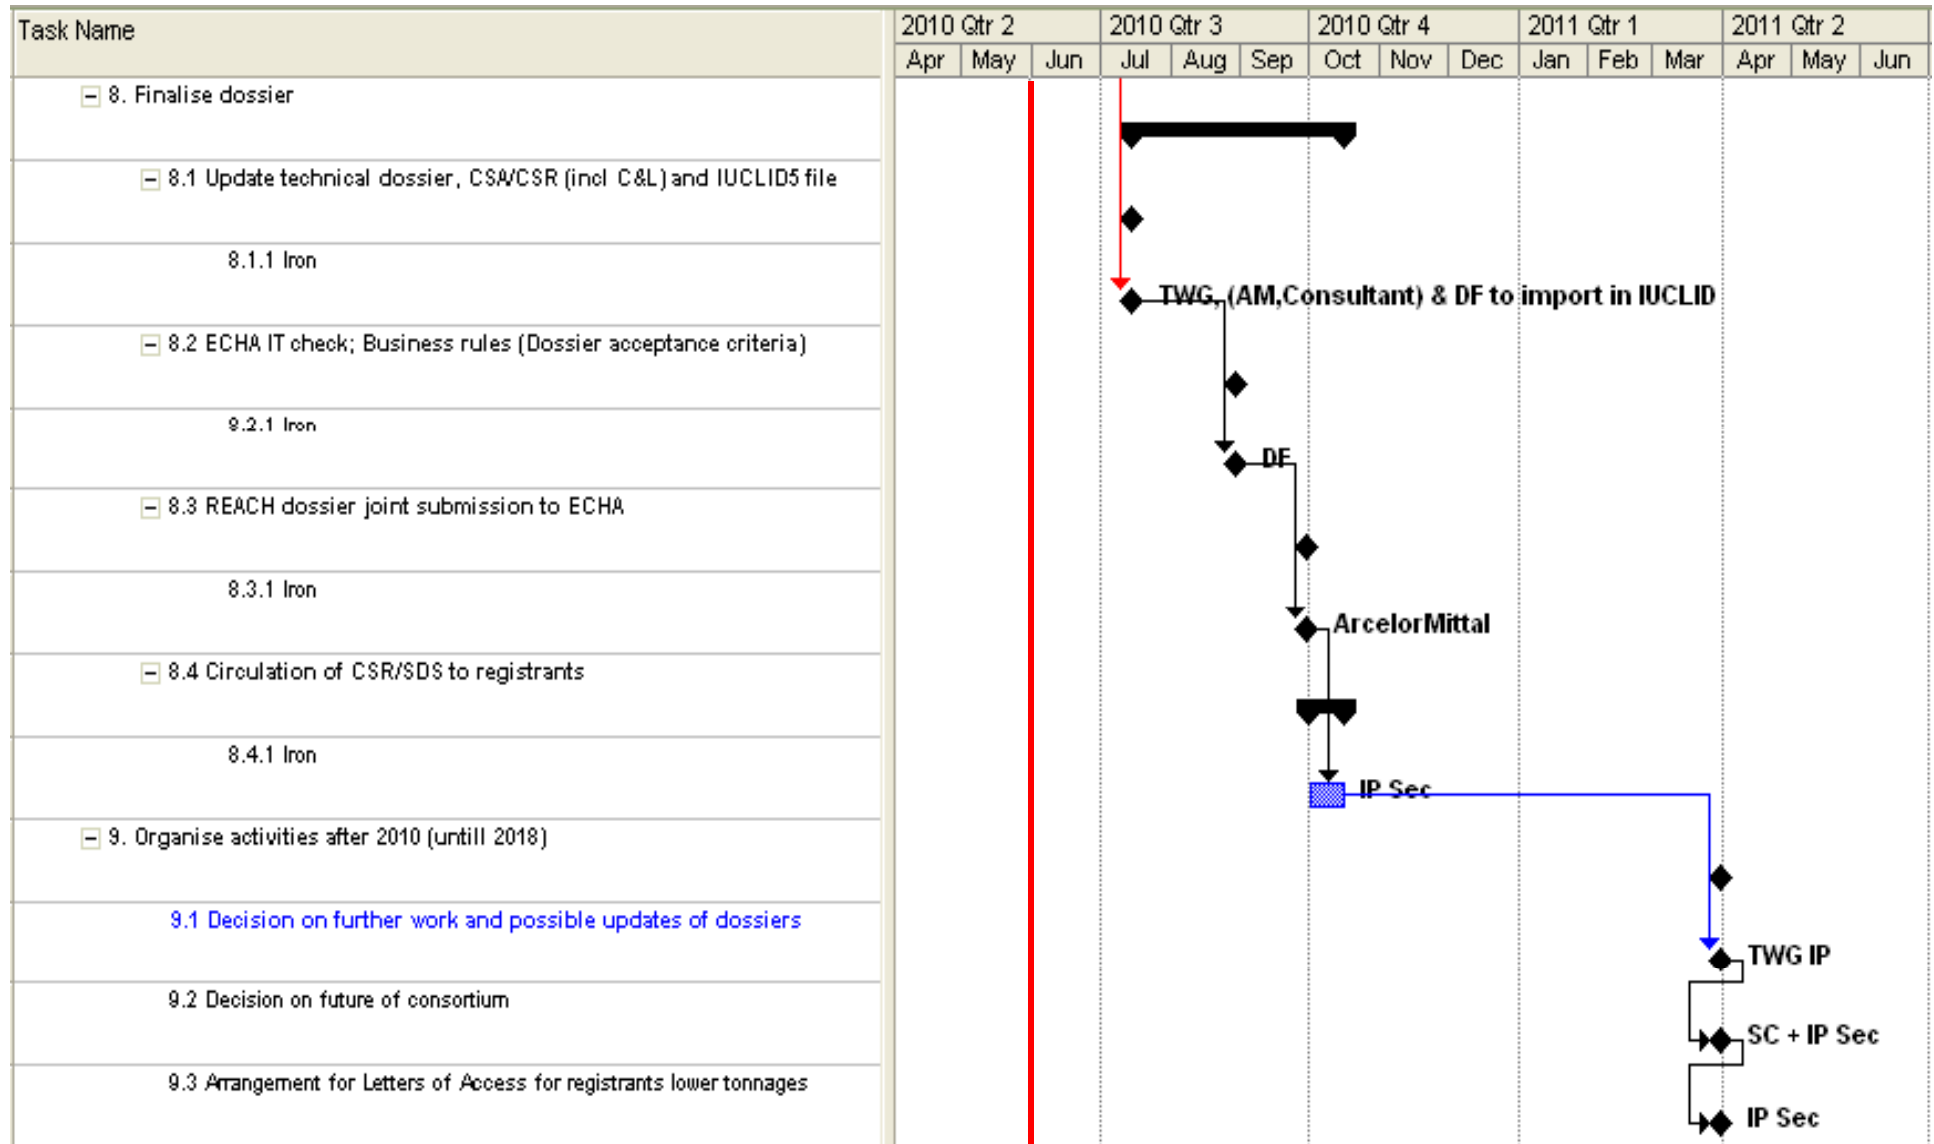 Task Name
2010 Qtr 2 2010 Qtr 3 2010 Qtr 4 2011 Qtr 1 2011 Qtr 2
Apr May Jun Jul Aug Sep Oct Nov Dec Jan Feb Mar Apr May Jun
8. Finalise dossier
8.1 Update technical dossier, CSA/CSR (incl C&L) and IUCLID5 file
8.1.1 Iron
TWG, (AM,Consultant) & DF to import in IUCLID
8.2 ECHA IT check; Business rules (Dossier acceptance criteria)
8.2.1 Iron
DF
8.3 REACH dossier joint submission to ECHA
8.3.1 Iron
ArcelorMittal
8.4 Circulation of CSR/SDS to registrants
8.4.1 Iron
IP Sec
9. Organise activities after 2010 (untill 2018)
9.1 Decision on further work and possible updates of dossiers
TWG IP
9.2 Decision on future of consortium
SC + IP Sec
9.3 Arrangement for Letters of Access for registrants lower tonnages
IP Sec